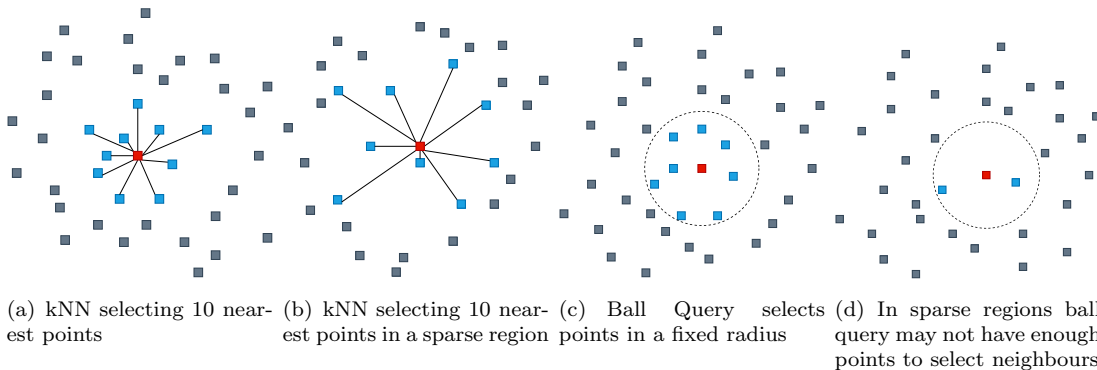 (a) kNN selecting 10 near-
est points
(b) kNN selecting 10 near-
est points in a sparse region
(c) Ball Query selects
points in a fixed radius
(d) In sparse regions ball
query may not have enough
points to select neighbours